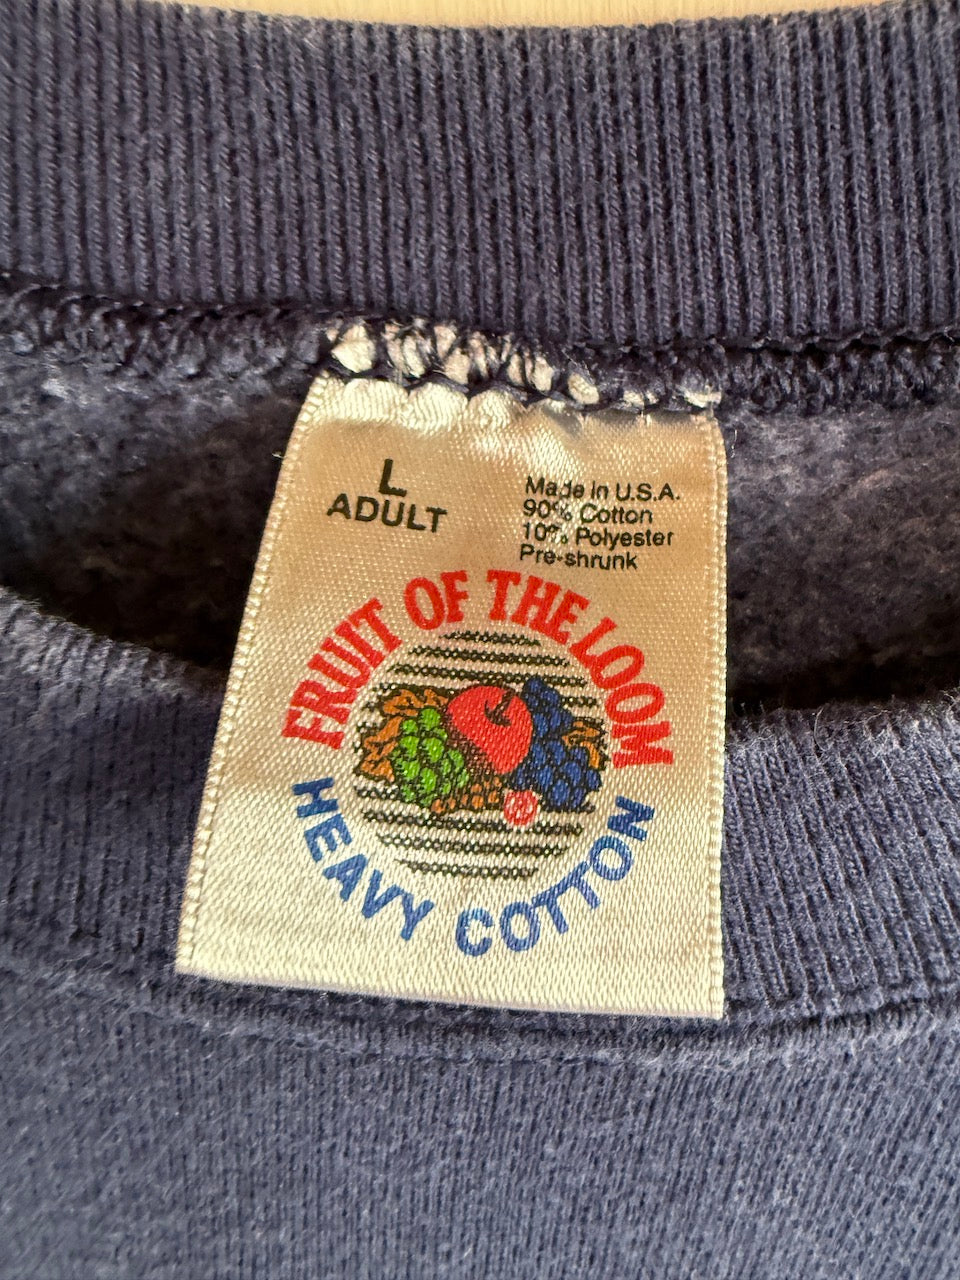 L
ADULT
Made in U.S.A.
90% Cotton
10% Polyester
Pre-shrunk
FRUIT OF THE LOOM
HEAVY COTTON